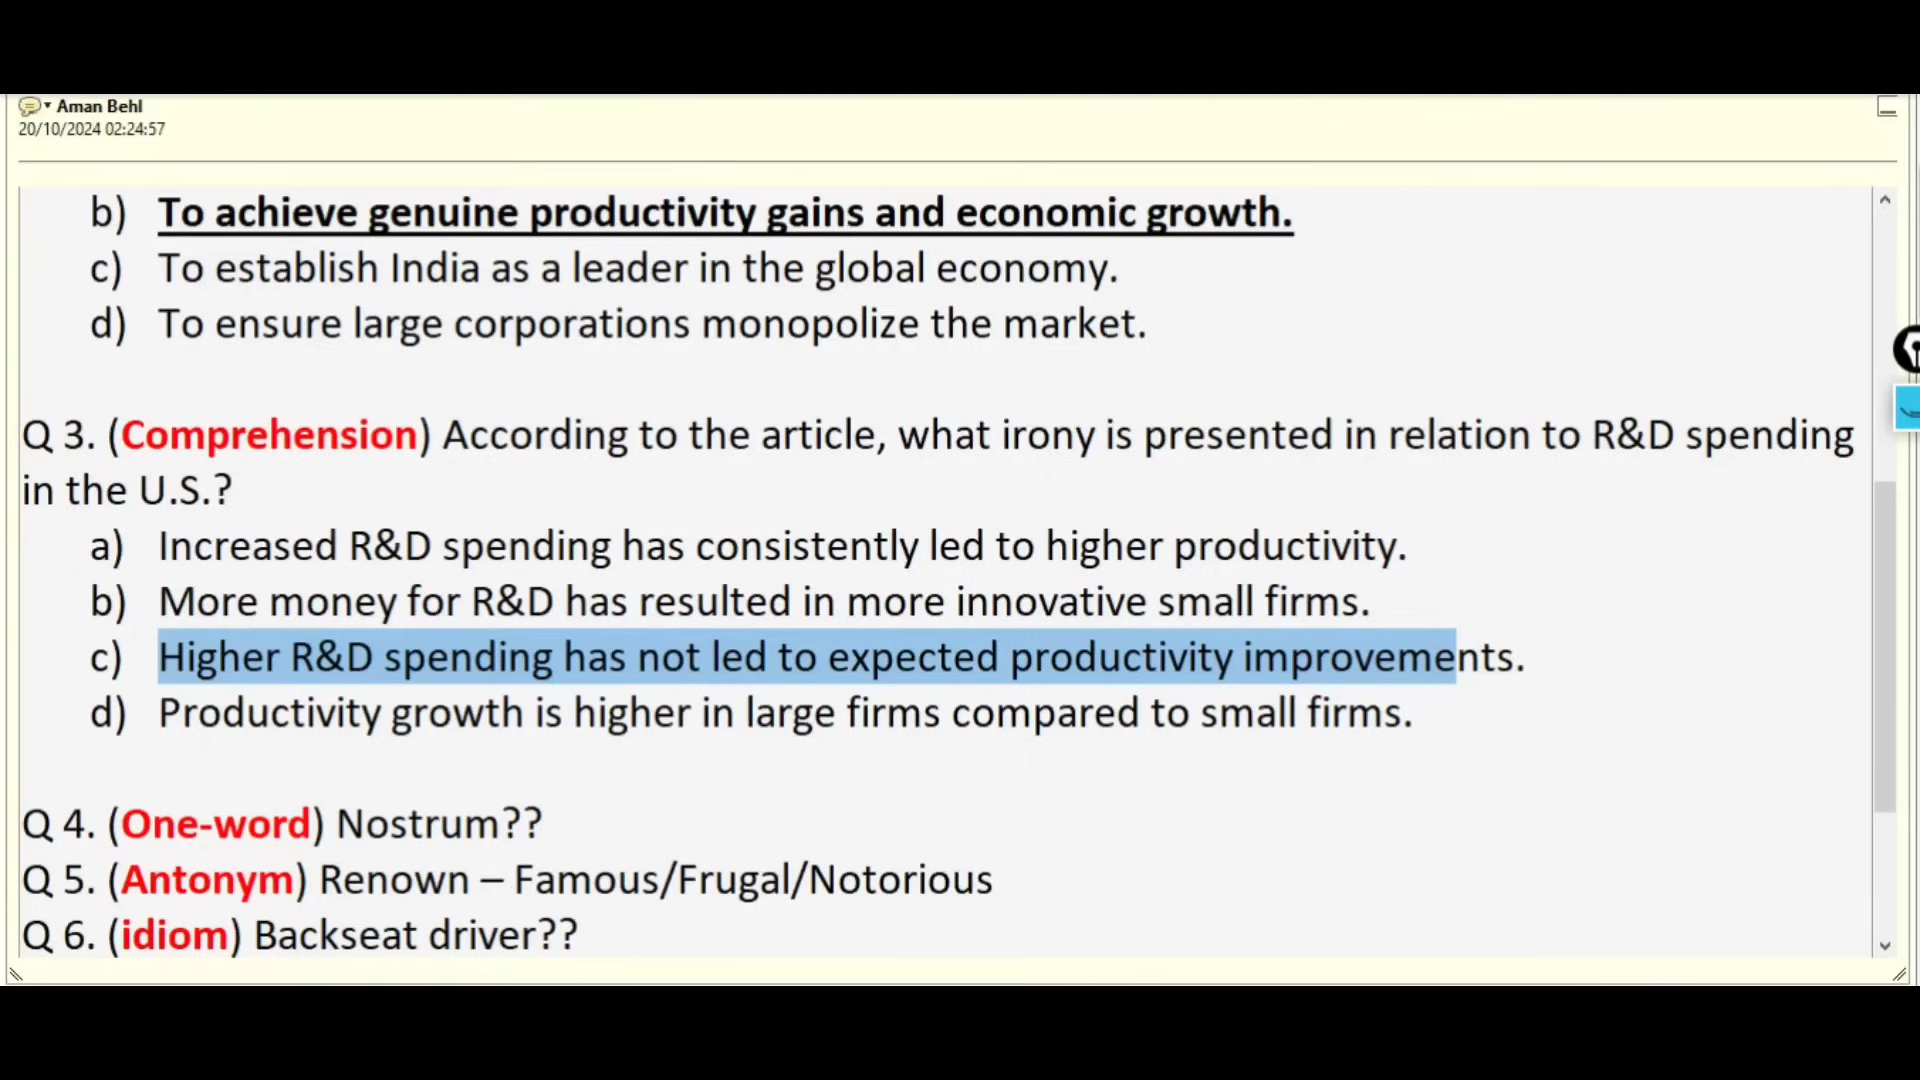 Aman Behl
20/10/2024 02:24:57
b) To achieve genuine productivity gains and economic growth.
c) To establish India as a leader in the global economy.
d) To ensure large corporations monopolize the market.
Q 3. (Comprehension) According to the article, what irony is presented in relation to R&D spending
in the U.S.?
a) Increased R&D spending has consistently led to higher productivity.
b) More money for R&D has resulted in more innovative small firms.
c) Higher R&D spending has not led to expected productivity improvements.
d) Productivity growth is higher in large firms compared to small firms.
Q 4. (One-word) Nostrum??
Q 5. (Antonym) Renown – Famous/Frugal/Notorious
Q 6. (idiom) Backseat driver??